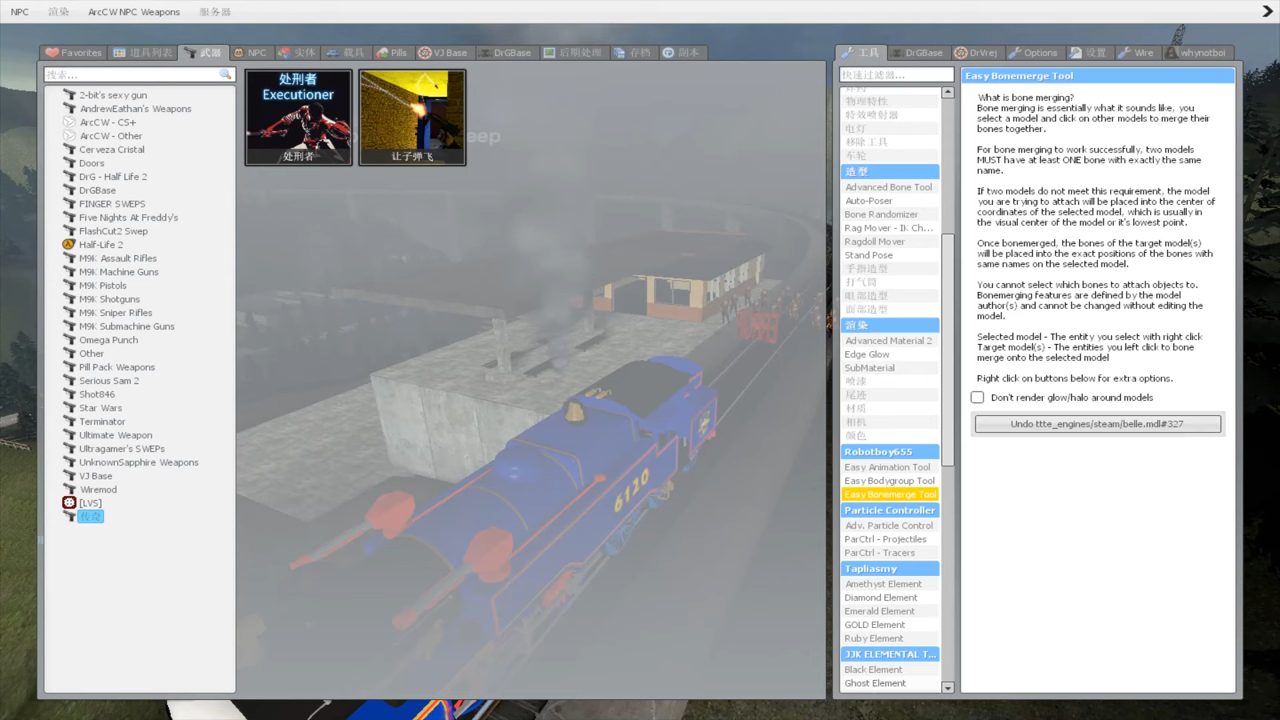 NPC
渲染
ArcCW NPC Weapons
服务器
Favorites
道具列表
武器
NPC
实体
载具
Pills
VJ Base
DrGBase
后期处理
存档
副本
工具
DrGBase
DrVrej
Options
设置
Wire
whynotboi
搜索...
2-bit's sexy gun
AndrewEathan's Weapons
ArcCW - CS+
ArcCW - Other
Cerveza Cristal
Doors
DrG - Half Life 2
DrGBase
FINGER SWEPS
Five Nights At Freddy's
FlashCut2 Swep
Half-Life 2
M9K Assault Rifles
M9K Machine Guns
M9K Pistols
M9K Shotguns
M9K Sniper Rifles
M9K Submachine Guns
Omega Punch
Other
Pill Pack Weapons
Serious Sam 2
Shot846
Star Wars
Terminator
Ultimate Weapon
Ultragamer's SWEPs
UnknownSapphire Weapons
VJ Base
Wiremod
[LVS]
传奇
处刑者
Executioner
处刑者
让子弹飞
eep
6120
快速过滤器...
物理特性
特效喷射器
电灯
移除工具
车轮
造型
Advanced Bone Tool
Auto-Poser
Bone Randomizer
Rag Mover - IK Ch...
Ragdoll Mover
Stand Pose
手指造型
打气筒
眼部造型
面部造型
渲染
Advanced Material 2
Edge Glow
SubMaterial
喷漆
尾迹
材质
相机
颜色
Robotboy655
Easy Animation Tool
Easy Bodygroup Tool
Easy Bonemerge Tool
Particle Controller
Adv. Particle Control
ParCtrl - Projectiles
ParCtrl - Tracers
Tapliasmy
Amethyst Element
Diamond Element
Emerald Element
GOLD Element
Ruby Element
JJK ELEMENTAL T...
Black Element
Ghost Element
Easy Bonemerge Tool
What is bone merging?
Bone merging is essentially what it sounds like, you
select a model and click on other models to merge their
bones together.
For bone merging to work successfully, two models
MUST have at least ONE bone with exactly the same
name.
If two models do not meet this requirement, the model
you are trying to attach will be placed into the center of
coordinates of the selected model, which is usually in
the visual center of the model or it's lowest point.
Once bonemerged, the bones of the target model(s)
will be placed into the exact positions of the bones with
same names on the selected model.
You cannot select which bones to attach objects to.
Bonemerging features are defined by the model
author(s) and cannot be changed without editing the
model.
Selected model - The entity you select with right click
Target model(s) - The entities you left click to bone
merge onto the selected model
Right click on buttons below for extra options.
Don't render glow/halo around models
Undo ttte_engines/steam/belle.mdl#327